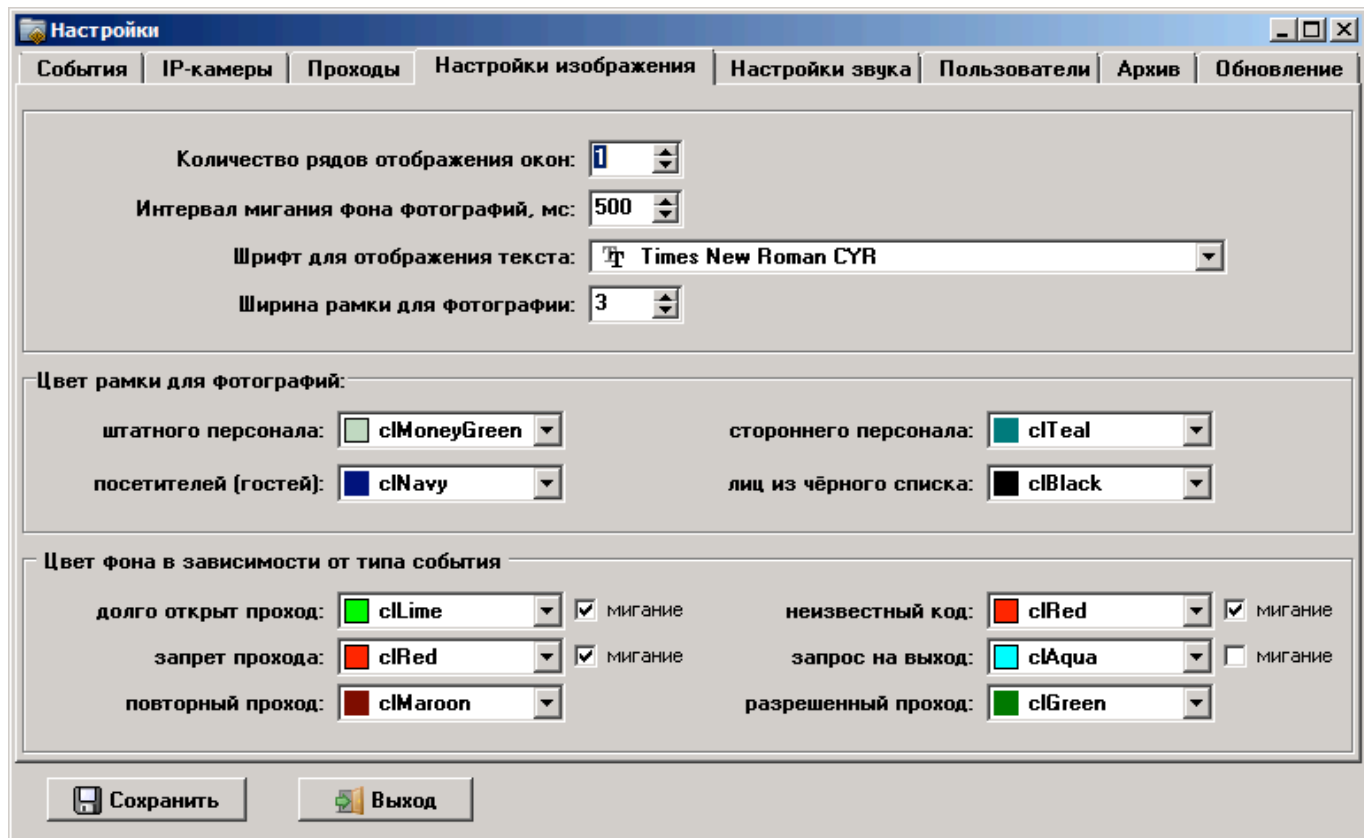 Настройки
События IP-камеры Проходы Настройки изображения Настройки звука Пользователи Архив Обновление
Количество рядов отображения окон: 1
Интервал мигания фона фотографий, мс: 500
Шрифт для отображения текста: Times New Roman CYR
Ширина рамки для фотографии: 3
Цвет рамки для фотографий:
штатного персонала: clMoneyGreen стороннего персонала: clTeal
посетителей (гостей): clNavy лиц из чёрного списка: clBlack
Цвет фона в зависимости от типа события
долго открыт проход: clLime мигание неизвестный код: clRed мигание
запрет прохода: clRed мигание запрос на выход: clAqua мигание
повторный проход: clMaroon разрешенный проход: clGreen
Сохранить Выход